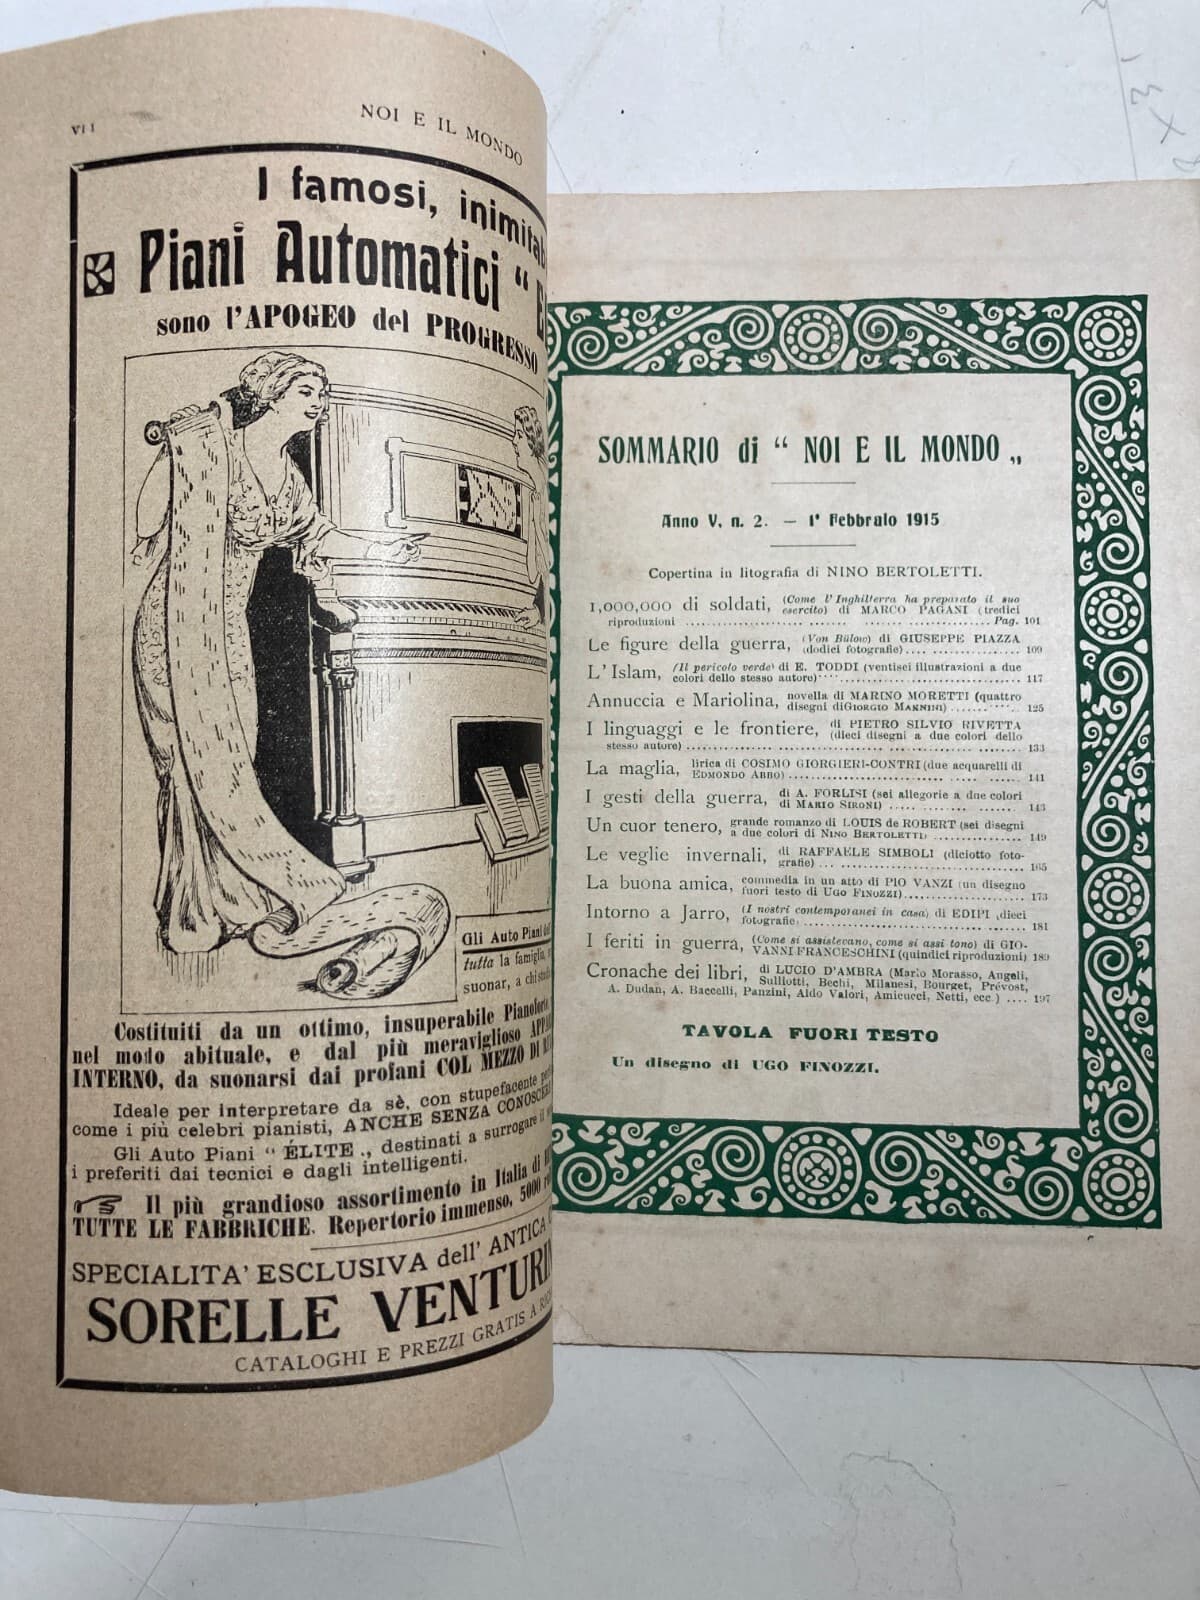 VII
NOI E IL MONDO
I famosi,
Piani Automatici "
sono l'APOGEO del PROGRESSO
Gli Auto Piani
tutta la famiglia,
suonar, a chi
Costituiti da un ottimo, insuperabile
nel modo abituale, e dal più meraviglioso
INTERNO, da suonarsi dai profani COL MEZZO DI
Ideale per interpretare da sè, con stupefacente
come i più celebri pianisti, ANCHE SENZA
Gli Auto Piani " ÉLITE „ destinati a surrogare il
i preferiti dai tecnici e dagli intelligenti.
Il più grandioso assortimento in Italia di
TUTTE LE FABBRICHE. Repertorio immenso, 5000
SPECIALITA' ESCLUSIVA dell' ANTICA
SORELLE
CATALOGHI E PREZZI GRATIS A
SOMMARIO di " NOI E IL MONDO „
Anno V, n. 2. — 1° Febbraio 1915
Copertina in litografia di NINO BERTOLETTI.
1,000,000 di soldati, (Come l'Inghilterra ha preparato il suo
esercito) di MARCO PAGANI (tredici
riproduzioni .................... Pag. 101
Le figure della guerra, (Von Bülow) di GIUSEPPE PIAZZA
(dodici fotografie) .................... 109
L' Islam, (Il pericolo verde) di E. TODDI (ventisei illustrazioni a due
colori dello stesso autore) .................... 117
Annuccia e Mariolina, novella di MARINO MORETTI (quattro
disegni di GIORGIO MANNINI) .................... 125
I linguaggi e le frontiere, di PIETRO SILVIO RIVETTA
(dieci disegni a due colori dello
stesso autore) .................... 133
La maglia, lirica di COSIMO GIORGIERI-CONTRI (due acquarelli di
EDMONDO ABBO) .................... 141
I gesti della guerra, di A. FORLISI (sei allegorie a due colori
di MARIO SIRONI) .................... 143
Un cuor tenero, grande romanzo di LOUIS de ROBERT (sei disegni
a due colori di NINO BERTOLETTI) .................... 149
Le veglie invernali, di RAFFAELE SIMBOLI (diciotto foto-
grafie) .................... 165
La buona amica, commedia in un atto di PIO VANZI (un disegno
fuori testo di UGO FINOZZI) .................... 173
Intorno a Jarro, (I nostri contemporanei in casa) di EDIPI (dieci
fotografie) .................... 181
I feriti in guerra, (Come si assistevano, come si assi tono) di GIO-
VANNI FRANCESCHINI (quindici riproduzioni) 189
Cronache dei libri, di LUCIO D'AMBRA (Mario Morasso, Angeli,
Sulliotti, Bechi, Milanesi, Bourget, Prévost,
A. Dudan, A. Baccelli, Panzini, Aldo Valori, Amicucci, Netti, ecc.) .... 197
TAVOLA FUORI TESTO
Un disegno di UGO FINOZZI.